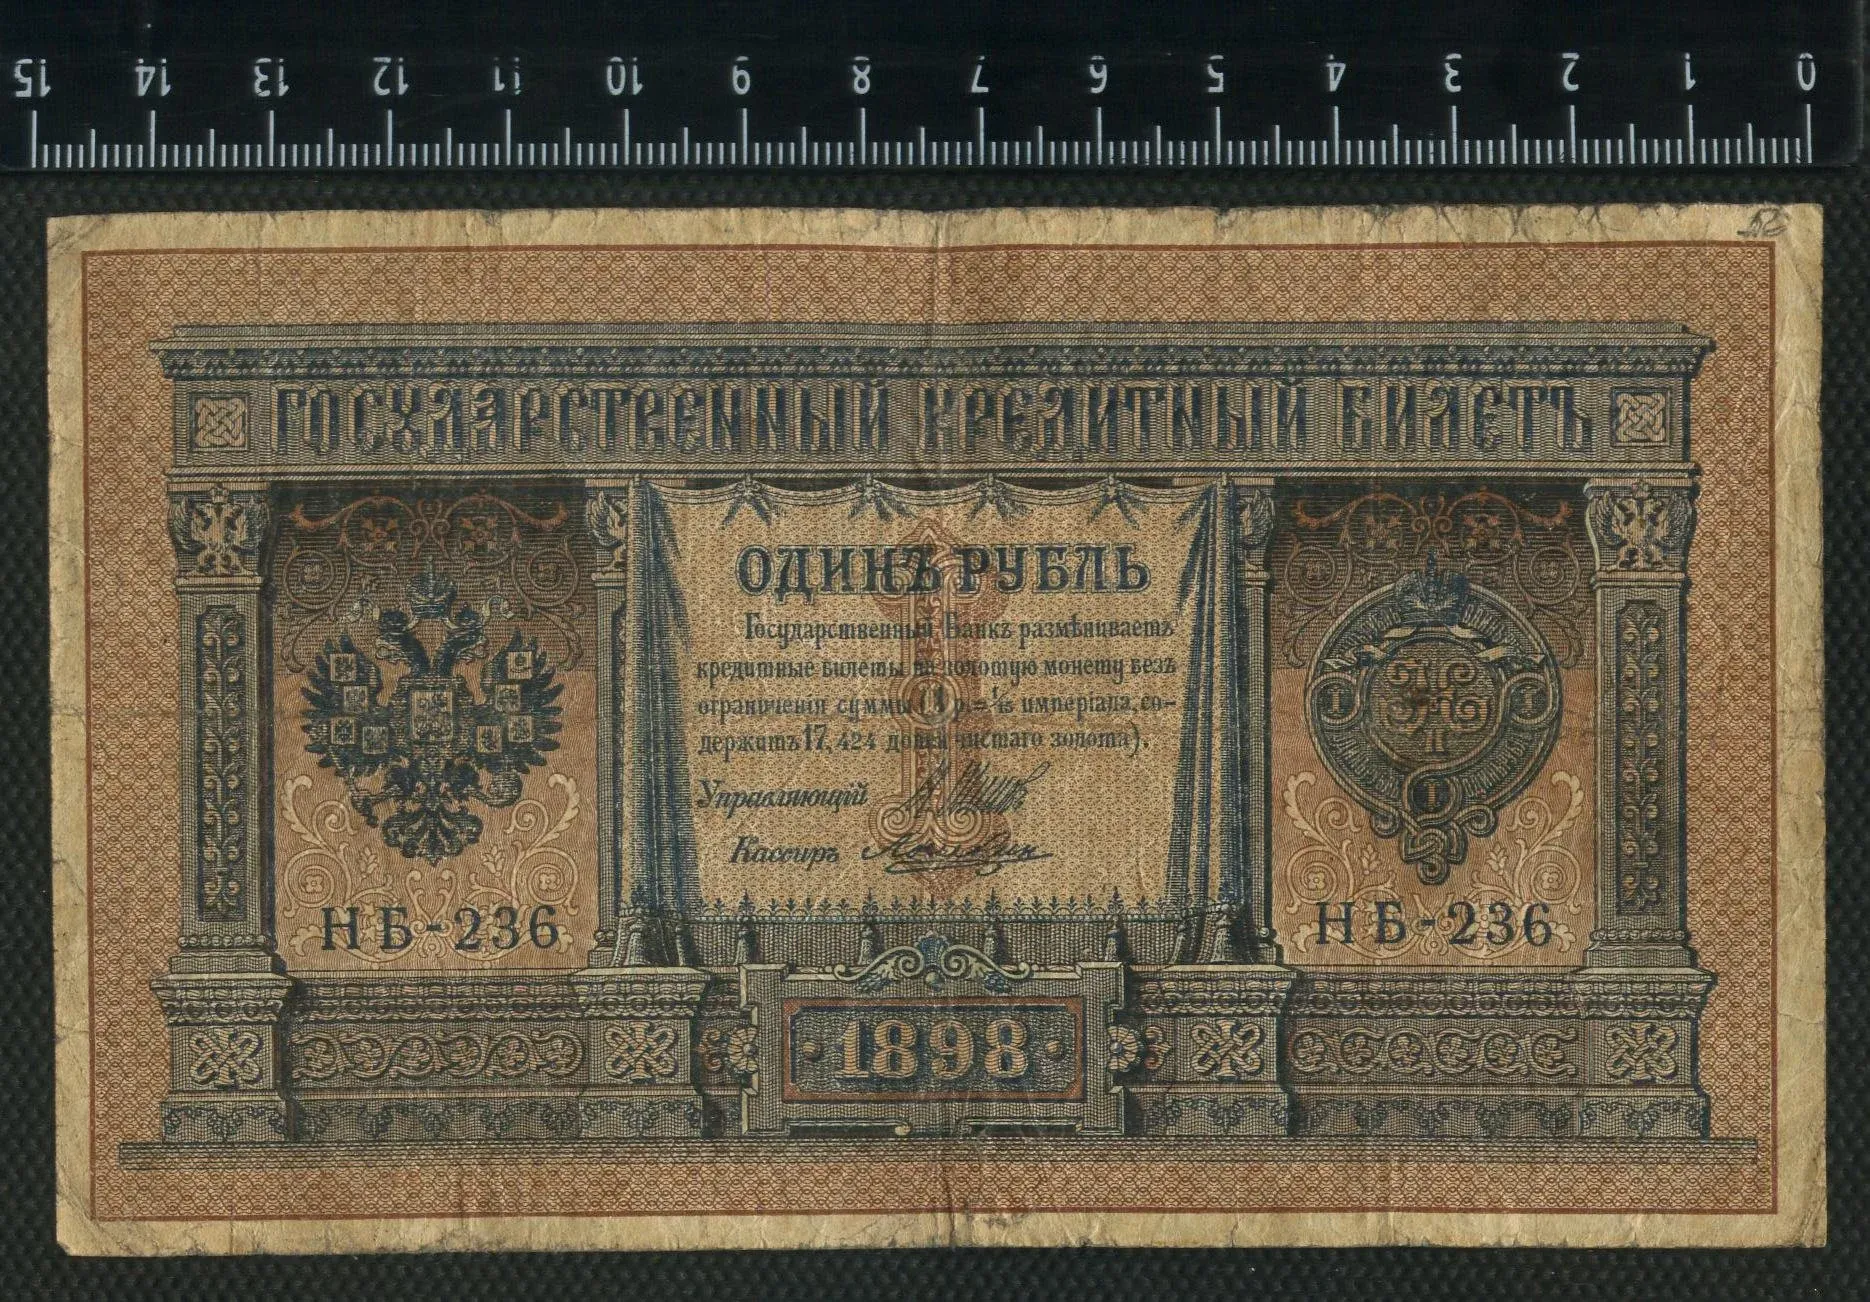 15 14 13 12 11 10 9 8 7 6 5 4 3 2 1 0
ГОСУДАРСТВЕННЫЙ КРЕДИТНЫЙ БИЛЕТЪ
ОДИНЪ РУБЛЬ
Государственный Банкъ размѣниваетъ
кредитные билеты на золотую монету безъ
ограниченія суммы (1 р.= 1/15 имперіала, со-
держитъ 17,424 долей чистаго золота).
Управляющій
Кассиръ
НБ-236
НБ-236
1898